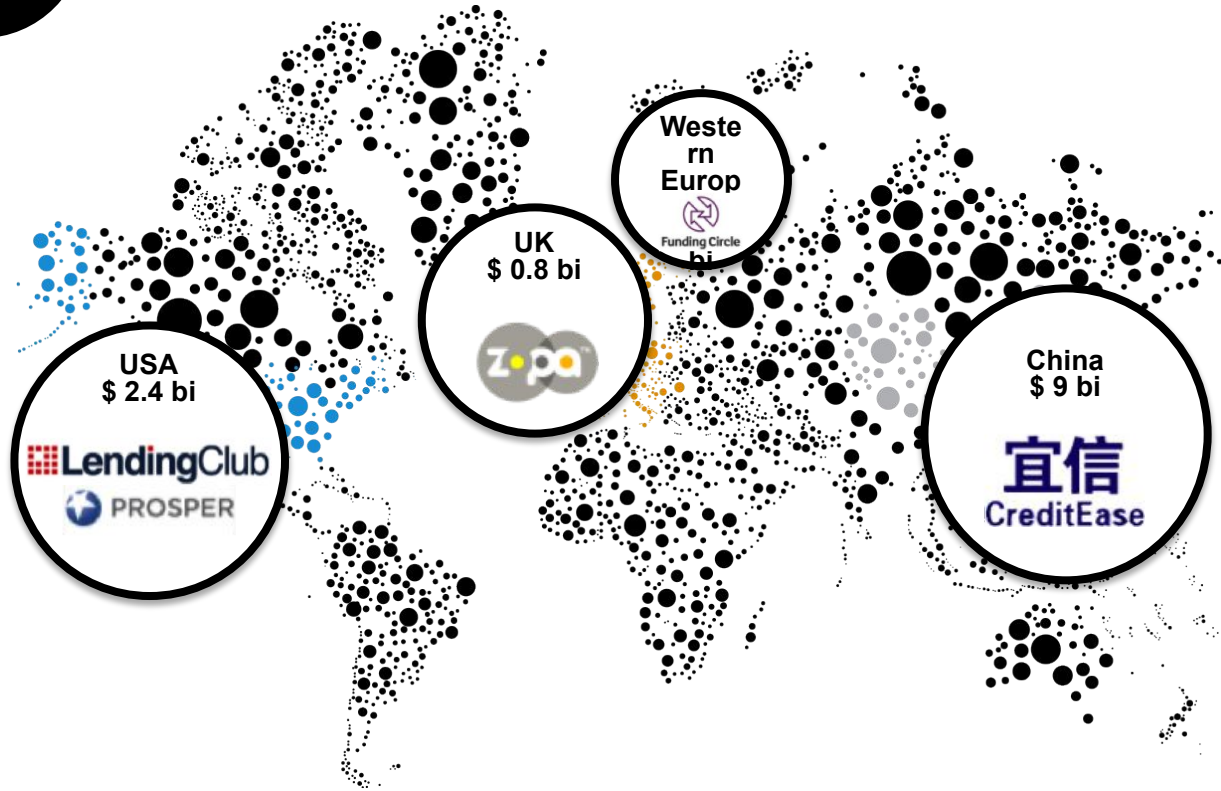 Weste
rn
Europ
Funding Circle
bi
UK
$ 0.8 bi
zopa™
USA
$ 2.4 bi
LendingClub
PROSPER
China
$ 9 bi
宜信
CreditEase